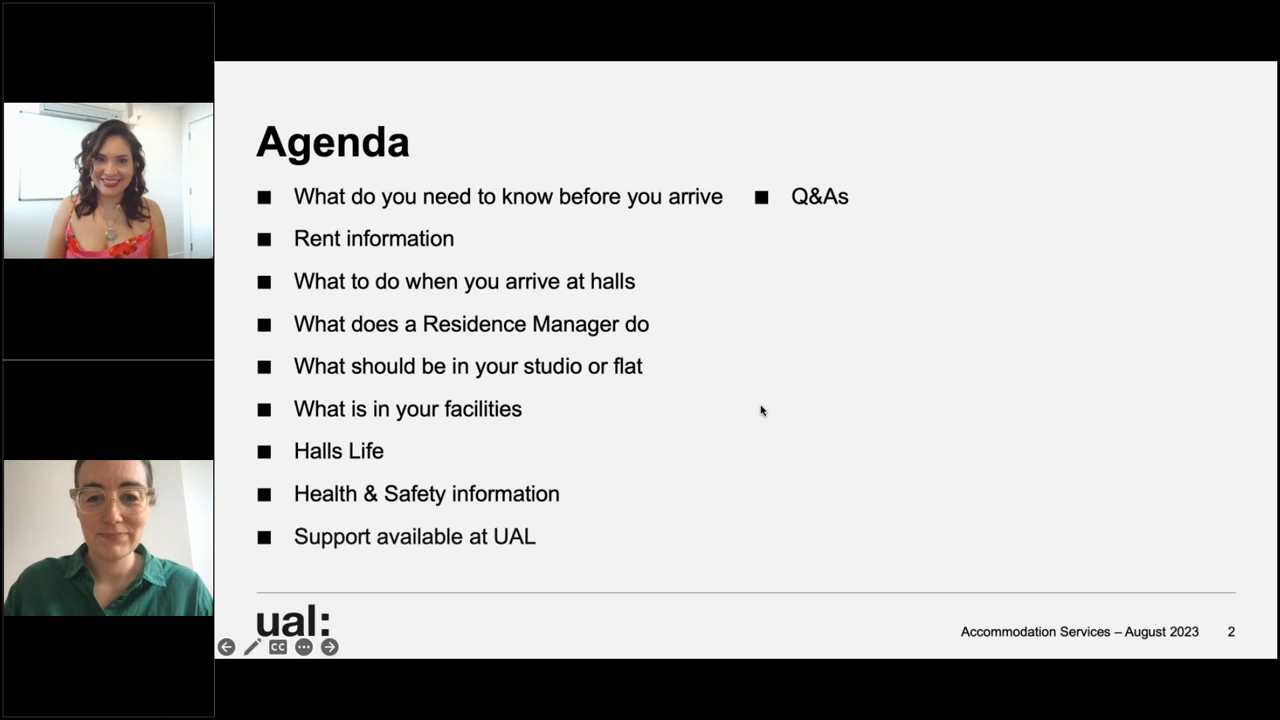 Agenda
What do you need to know before you arrive
Rent information
What to do when you arrive at halls
What does a Residence Manager do
What should be in your studio or flat
What is in your facilities
Halls Life
Health & Safety information
Support available at UAL
Q&As
ual:
CC
Accommodation Services – August 2023 2